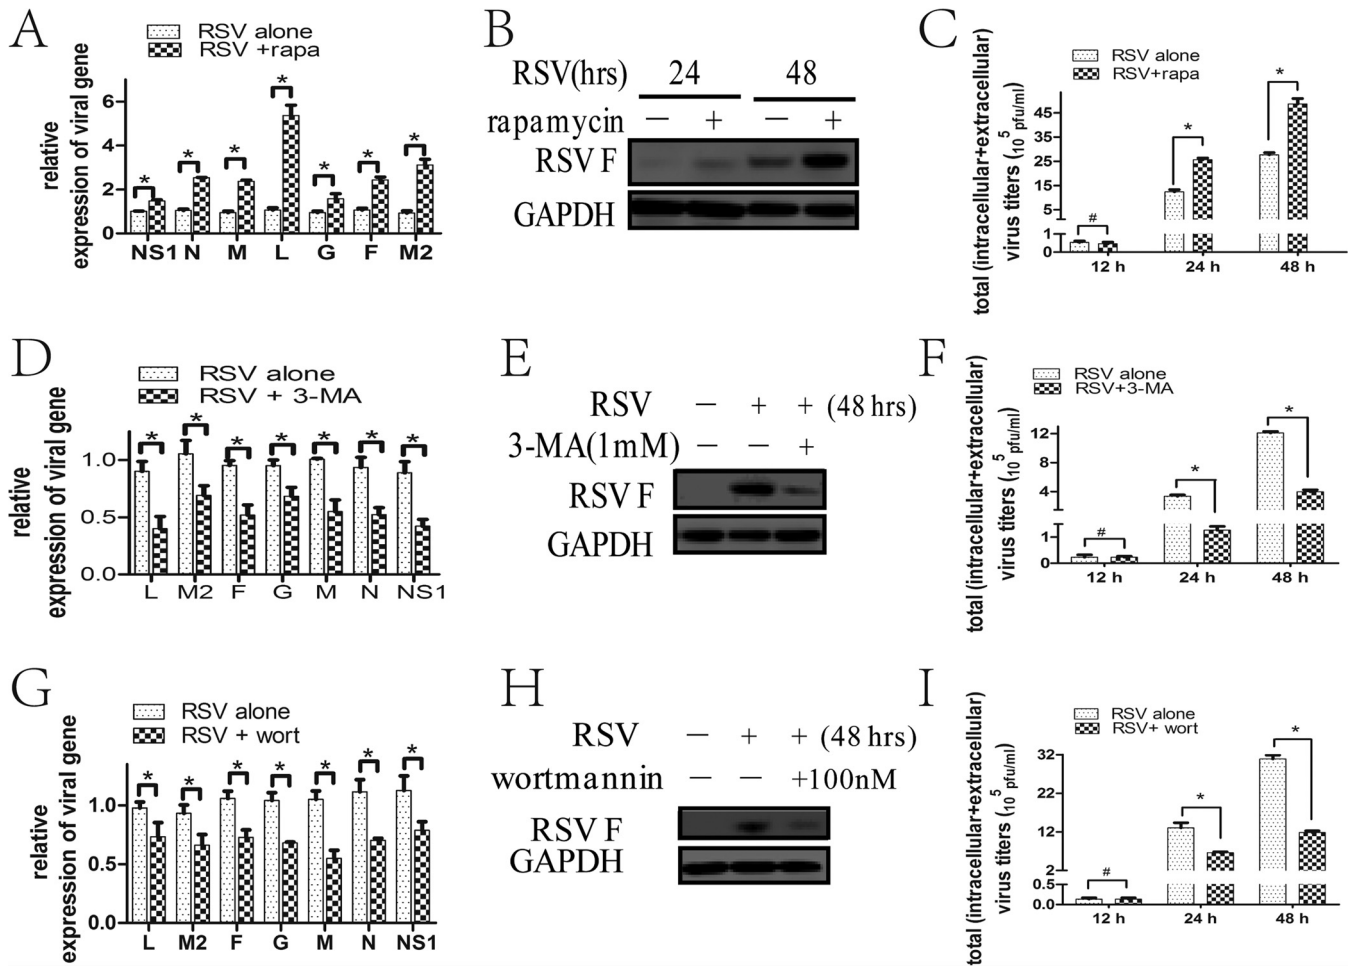 A
RSV alone
RSV +rapa
relative
expression of viral gene
6
4
2
0
* * * * * * *
NS1 N M L G F M2
B
RSV(hrs) 24 48
rapamycin — + — +
RSV F
GAPDH
C
RSV alone
RSV+rapa
total (intracellular+extracellular)
virus titers (10^5 pfu/ml)
45
35
25
15
5
1
0
# * *
12 h 24 h 48 h
D
RSV alone
RSV + 3-MA
relative
expression of viral gene
1.0
0.5
0.0
* * * * * * *
L M2 F G M N NS1
E
RSV — + + (48 hrs)
3-MA(1mM) — — +
RSV F
GAPDH
F
RSV alone
RSV+3-MA
total (intracellular+extracellular)
virus titers (10^5 pfu/ml)
12
8
4
1
0
# * *
12 h 24 h 48 h
G
RSV alone
RSV + wort
relative
expression of viral gene
1.0
0.5
0.0
* * * * * * *
L M2 F G M N NS1
H
RSV — + + (48 hrs)
wortmannin — — +100nM
RSV F
GAPDH
I
RSV alone
RSV+ wort
total (intracellular+extracellular)
virus titers (10^5 pfu/ml)
32
22
12
2
0.5
0.0
# * *
12 h 24 h 48 h